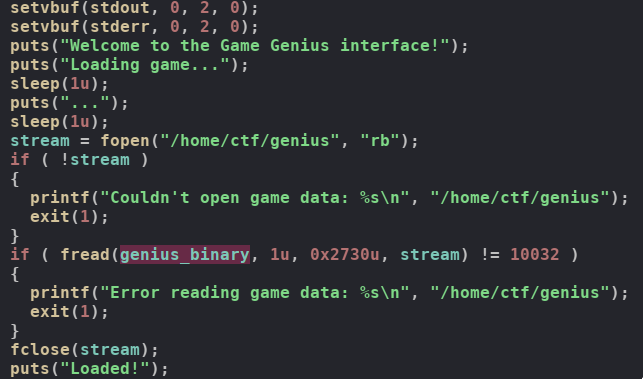 setvbuf(stdout, 0, 2, 0);
setvbuf(stderr, 0, 2, 0);
puts("Welcome to the Game Genius interface!");
puts("Loading game...");
sleep(1u);
puts("...");
sleep(1u);
stream = fopen("/home/ctf/genius", "rb");
if ( !stream )
{
  printf("Couldn't open game data: %s\n", "/home/ctf/genius");
  exit(1);
}
if ( fread(genius_binary, 1u, 0x2730u, stream) != 10032 )
{
  printf("Error reading game data: %s\n", "/home/ctf/genius");
  exit(1);
}
fclose(stream);
puts("Loaded!");